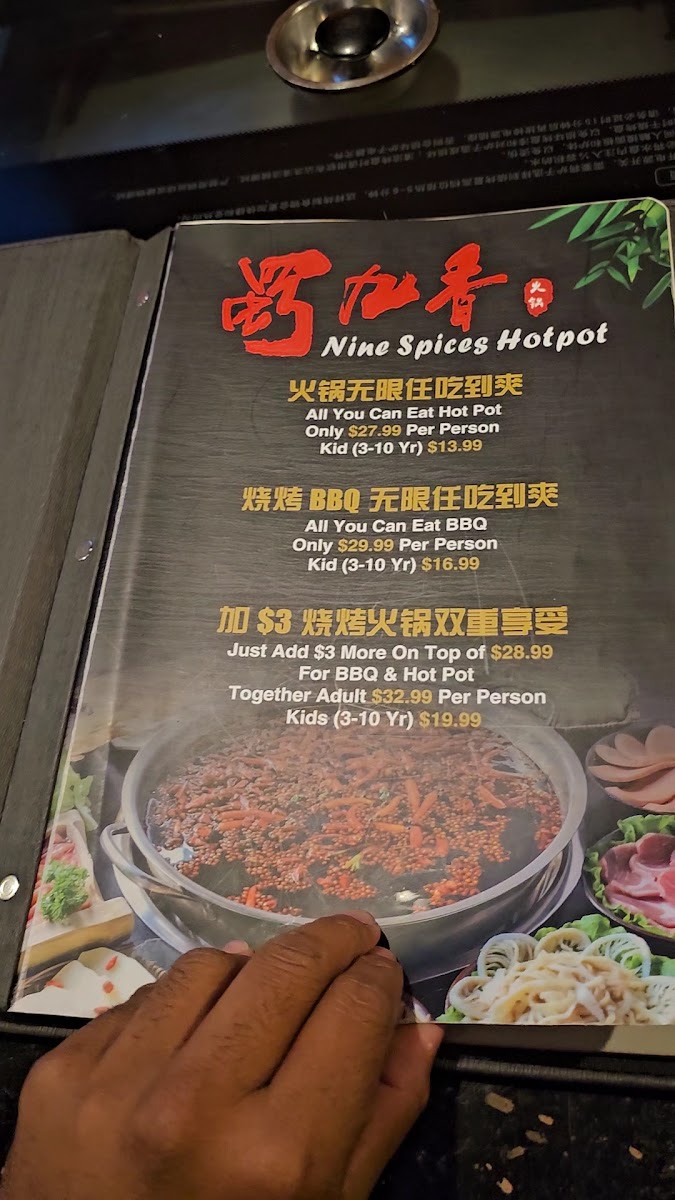 蜀九香
火锅
Nine Spices Hotpot
火锅无限任吃到爽
All You Can Eat Hot Pot
Only $27.99 Per Person
Kid (3-10 Yr) $13.99
烧烤 BBQ 无限任吃到爽
All You Can Eat BBQ
Only $29.99 Per Person
Kid (3-10 Yr) $16.99
加 $3 烧烤火锅双重享受
Just Add $3 More On Top of $28.99
For BBQ & Hot Pot
Together Adult $32.99 Per Person
Kids (3-10 Yr) $19.99